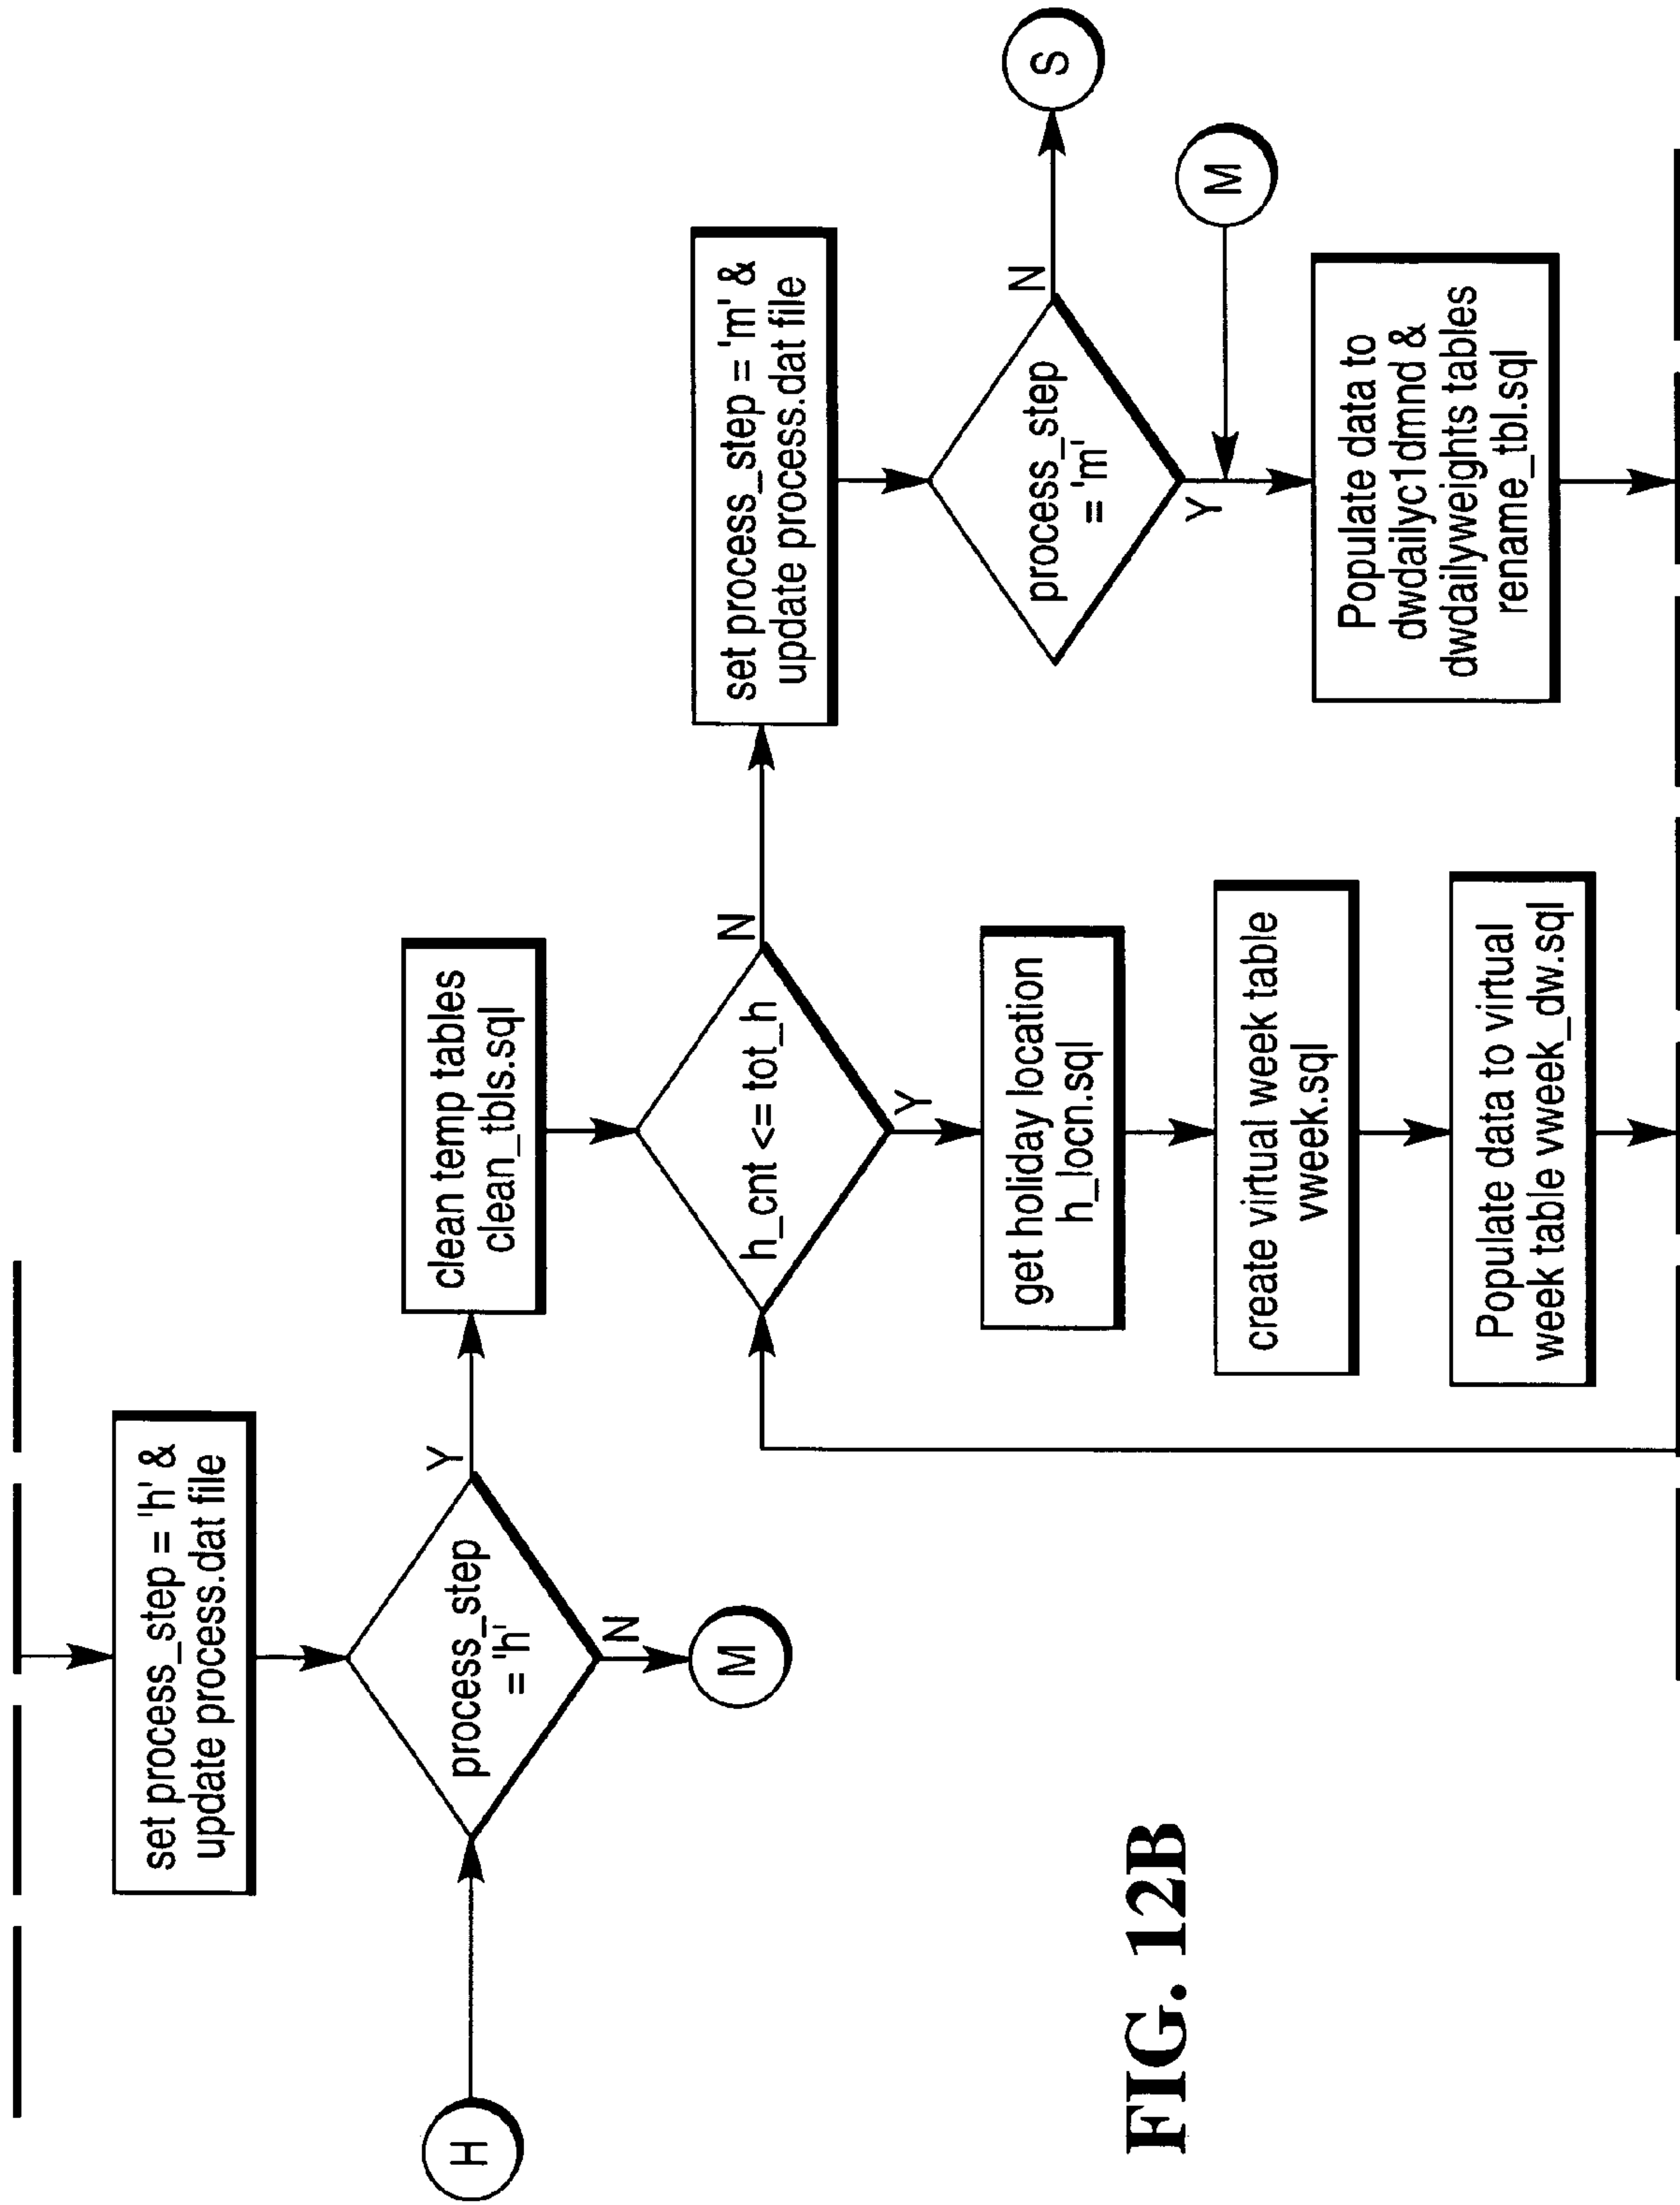 set process_step = 'h' &
update process.dat file
H
process_step
= 'h'
Y
N
M
clean temp tables
clean_tbls.sql
h_cnt <= tot_h
N
Y
get holiday location
h_locn.sql
create virtual week table
vweek.sql
Populate data to virtual
week table vweek_dw.sql
set process_step = 'm' &
update process.dat file
process_step
= 'm'
N
S
Y
M
Populate data to
dwdailyc1dmnd &
dwdailyweights tables
rename_tbl.sql
FIG. 12B